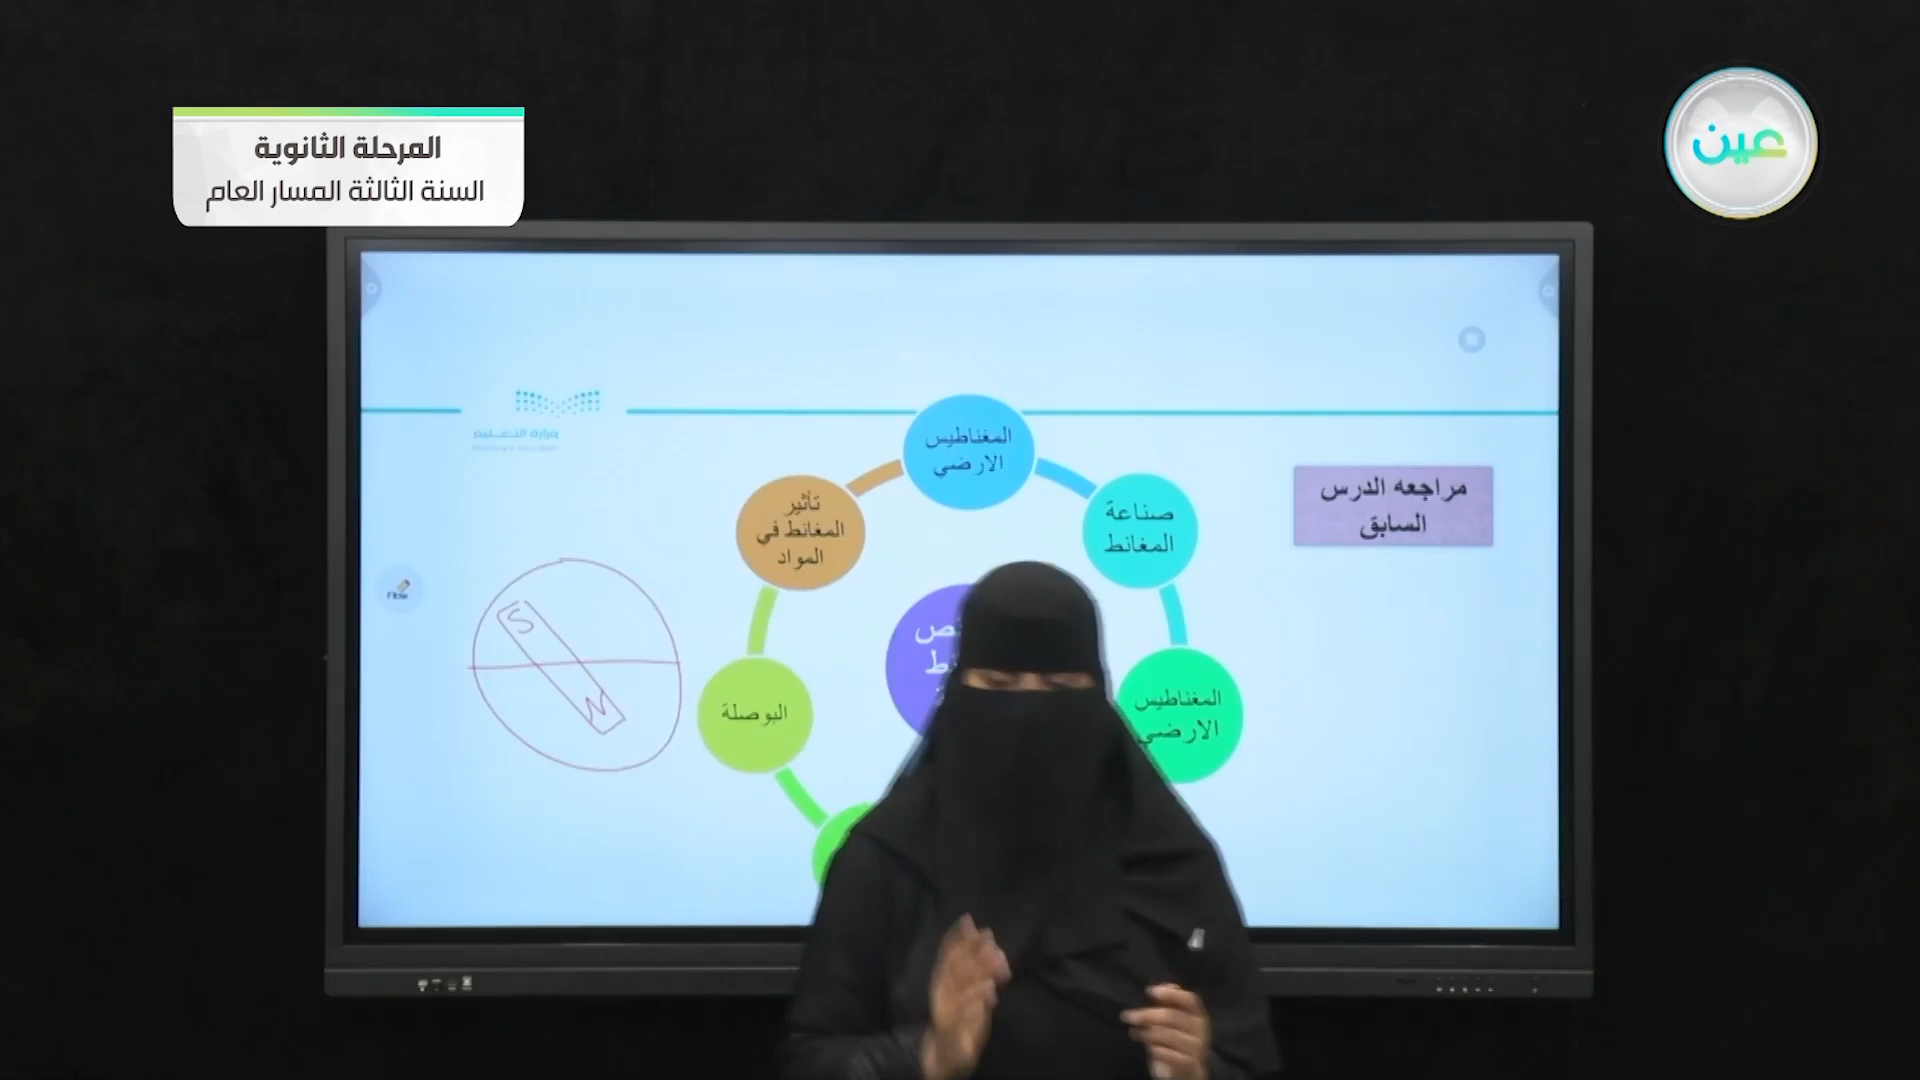 المرحلة الثانوية
السنة الثالثة المسار العام
عين
وزارة التعليم
مراجعه الدرس
السابق
المغناطيس
الارضي
صناعة
المغانط
المغناطيس
الارضي
تأثير
المغانط في
المواد
البوصلة
S
N